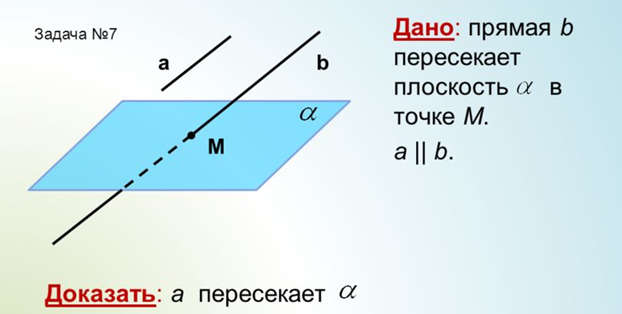 Задача №7
a
b
α
M
Дано: прямая b
пересекает
плоскость α в
точке M.
a || b.
Доказать: a пересекает α